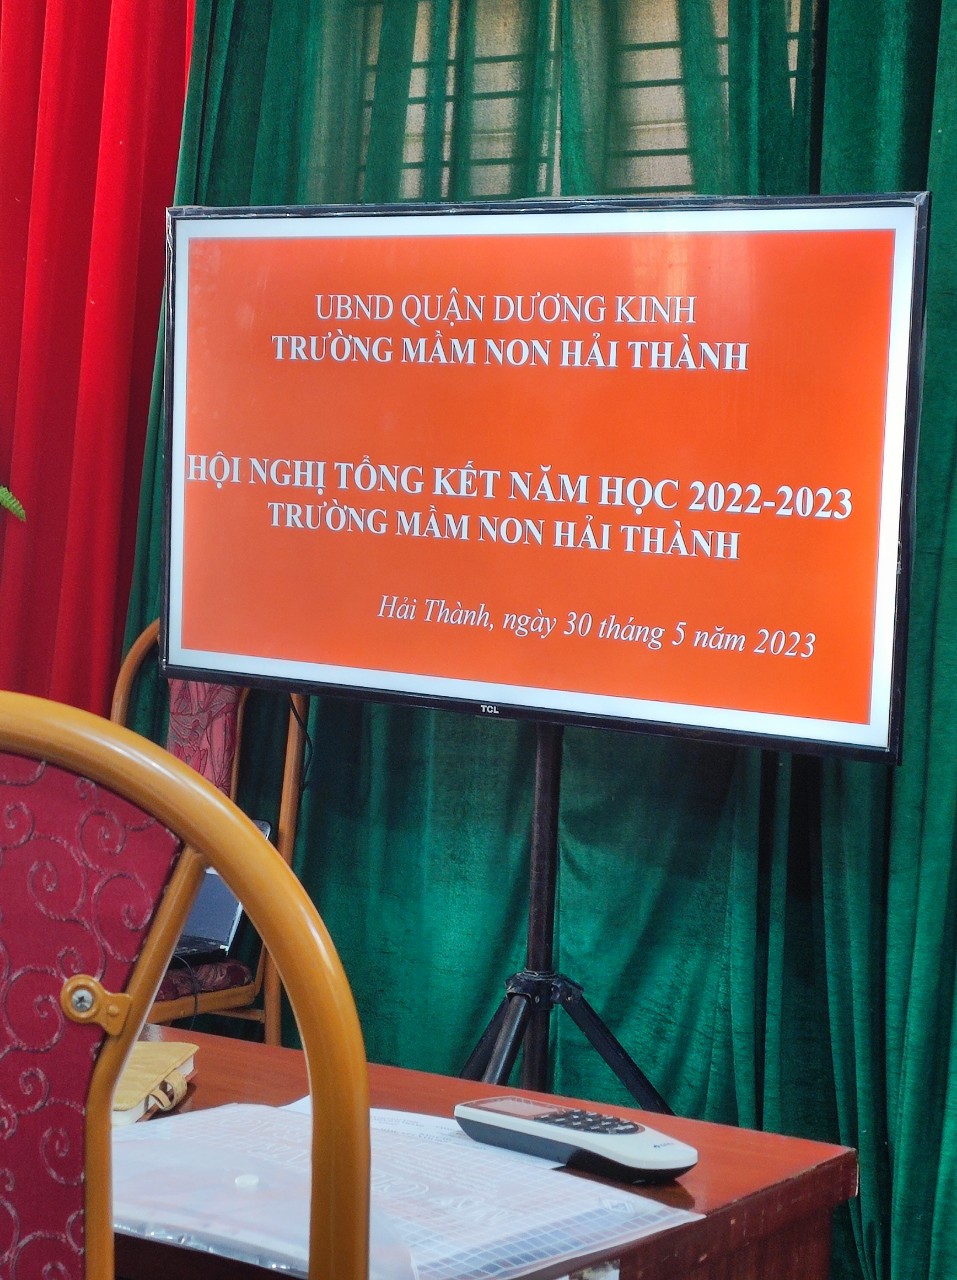 UBND QUẬN DƯƠNG KINH
TRƯỜNG MẦM NON HẢI THÀNH
HỘI NGHỊ TỔNG KẾT NĂM HỌC 2022-2023
TRƯỜNG MẦM NON HẢI THÀNH
Hải Thành, ngày 30 tháng 5 năm 2023
TCL